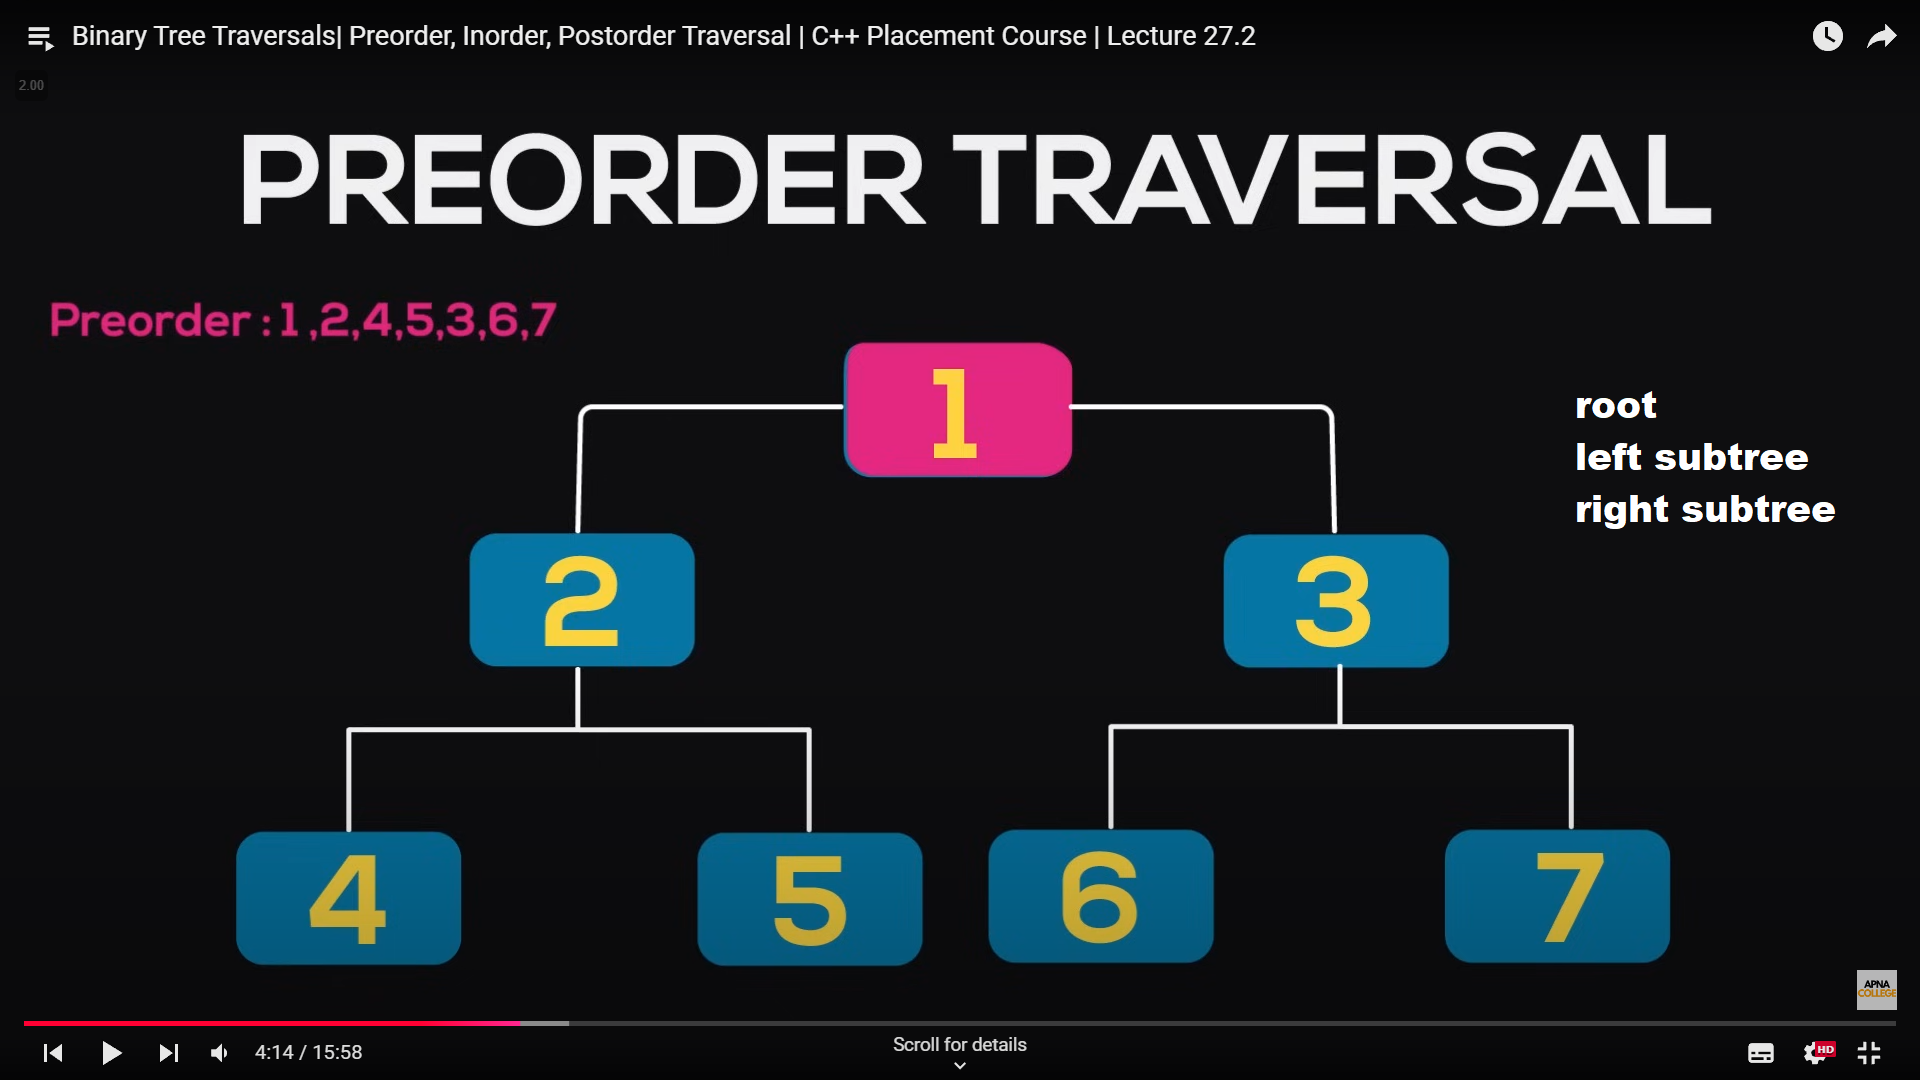 Binary Tree Traversals| Preorder, Inorder, Postorder Traversal | C++ Placement Course | Lecture 27.2
2.00
PREORDER TRAVERSAL
Preorder : 1 ,2,4,5,3,6,7
1
root
left subtree
right subtree
2
3
4
5
6
7
APNA
COLLEGE
4:14 / 15:58
Scroll for details
HD